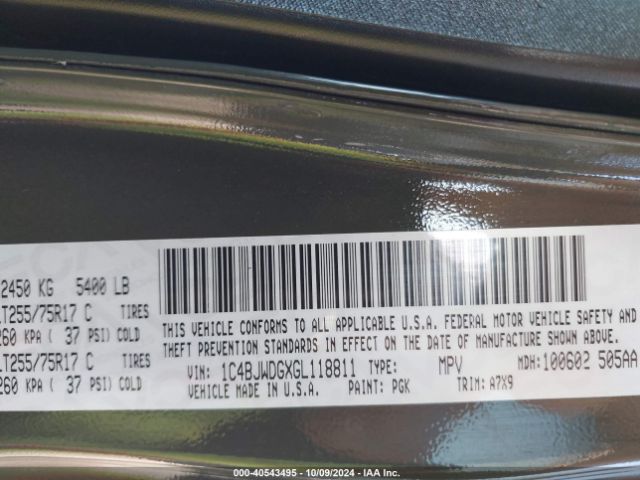 2450 KG 5400 LB
LT255/75R17 C TIRES
260 KPA ( 37 PSI) COLD
LT255/75R17 C TIRES
260 KPA ( 37 PSI) COLD
THIS VEHICLE CONFORMS TO ALL APPLICABLE U.S.A. FEDERAL MOTOR VEHICLE SAFETY AND
THEFT PREVENTION STANDARDS IN EFFECT ON THE DATE OF MANUFACTURE SHOWN ABOVE.
VIN: 1C4BJWDGXGL118811 TYPE: MPV MDH: 100602 505AA
VEHICLE MADE IN U.S.A. PAINT: PGK TRIM: A7X9
000-40543495 - 10/09/2024 - IAA Inc.